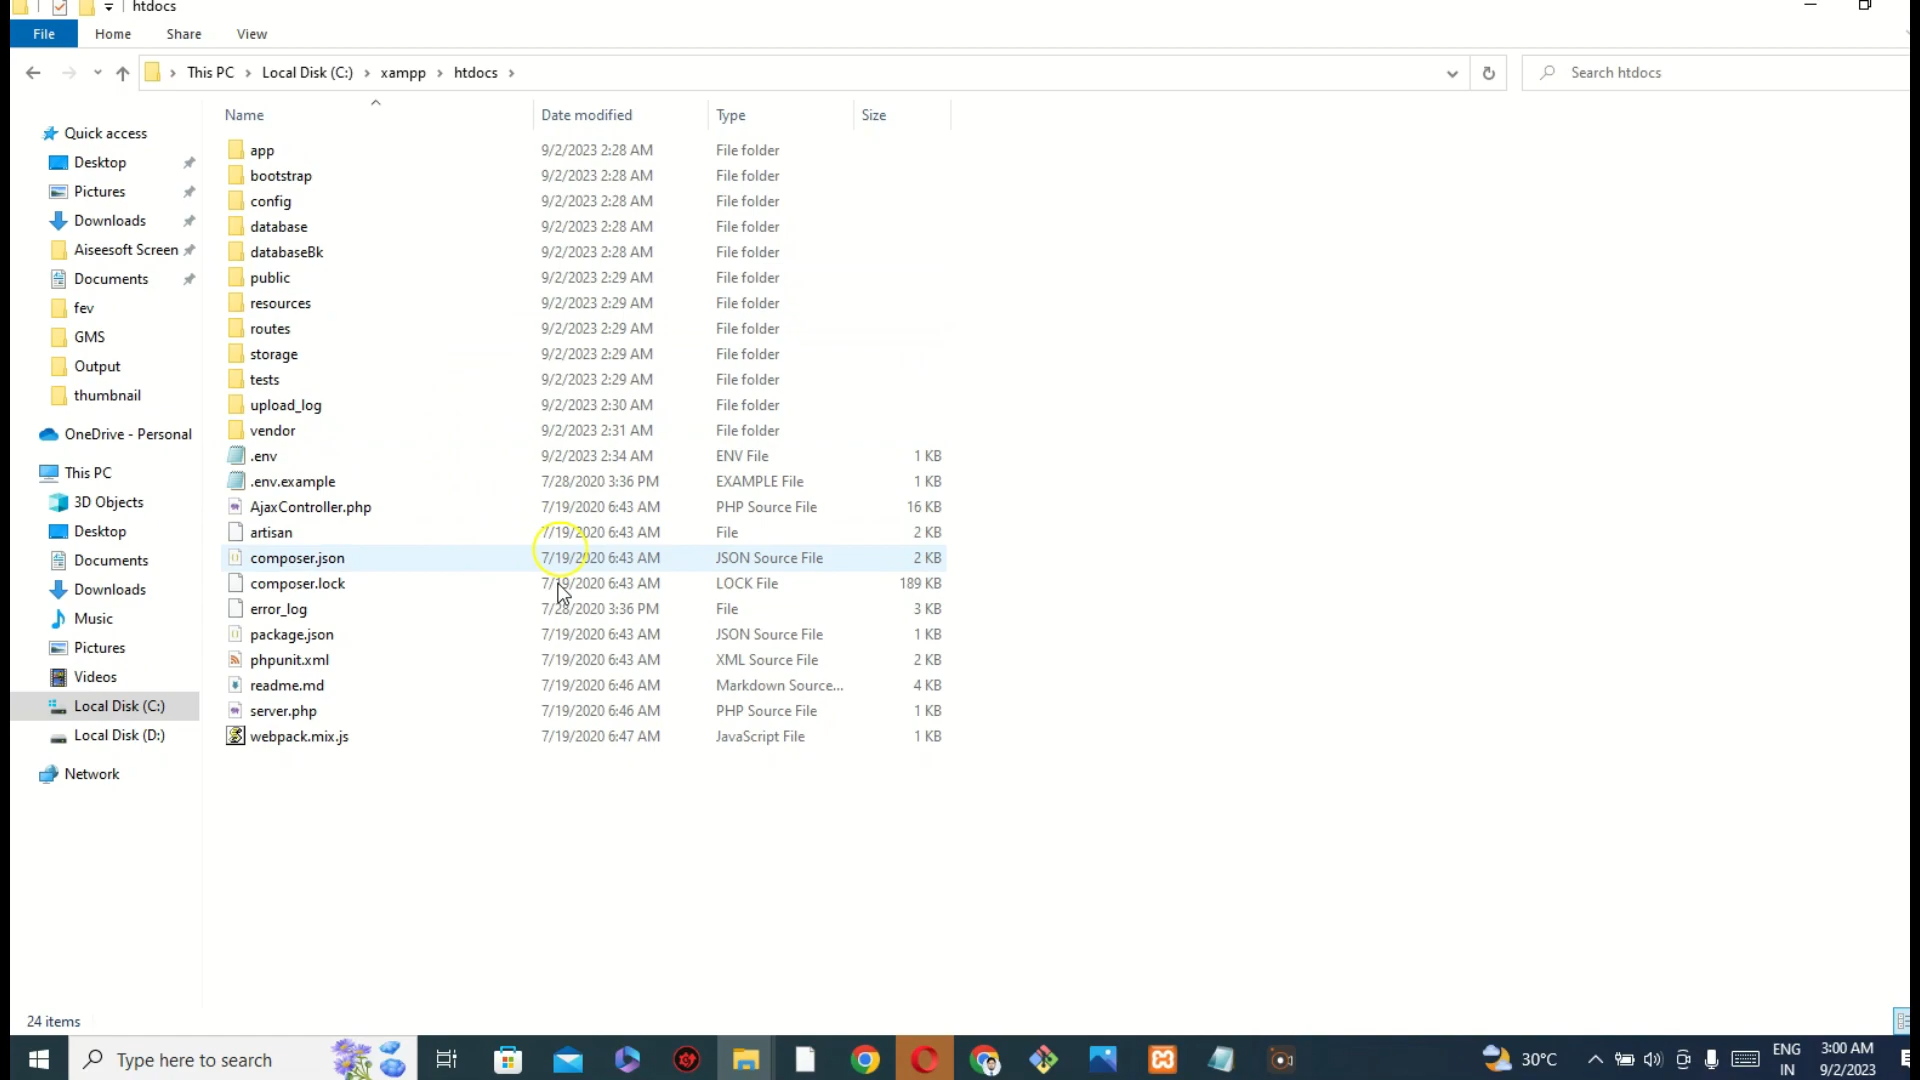 htdocs
File Home Share View
This PC Local Disk (C:) xampp htdocs Search htdocs
Name Date modified Type Size
Quick access
Desktop
Pictures
Downloads
Aiseesoft Screen
Documents
fev
GMS
Output
thumbnail
OneDrive - Personal
This PC
3D Objects
Desktop
Documents
Downloads
Music
Pictures
Videos
Local Disk (C:)
Local Disk (D:)
Network
app 9/2/2023 2:28 AM File folder
bootstrap 9/2/2023 2:28 AM File folder
config 9/2/2023 2:28 AM File folder
database 9/2/2023 2:28 AM File folder
databaseBk 9/2/2023 2:28 AM File folder
public 9/2/2023 2:29 AM File folder
resources 9/2/2023 2:29 AM File folder
routes 9/2/2023 2:29 AM File folder
storage 9/2/2023 2:29 AM File folder
tests 9/2/2023 2:29 AM File folder
upload_log 9/2/2023 2:30 AM File folder
vendor 9/2/2023 2:31 AM File folder
.env 9/2/2023 2:34 AM ENV File 1 KB
.env.example 7/28/2020 3:36 PM EXAMPLE File 1 KB
AjaxController.php 7/19/2020 6:43 AM PHP Source File 16 KB
artisan 7/19/2020 6:43 AM File 2 KB
composer.json 7/19/2020 6:43 AM JSON Source File 2 KB
composer.lock 7/19/2020 6:43 AM LOCK File 189 KB
error_log 7/28/2020 3:36 PM File 3 KB
package.json 7/19/2020 6:43 AM JSON Source File 1 KB
phpunit.xml 7/19/2020 6:43 AM XML Source File 2 KB
readme.md 7/19/2020 6:46 AM Markdown Source... 4 KB
server.php 7/19/2020 6:46 AM PHP Source File 1 KB
webpack.mix.js 7/19/2020 6:47 AM JavaScript File 1 KB
24 items
Type here to search 30°C ENG 3:00 AM
IN 9/2/2023